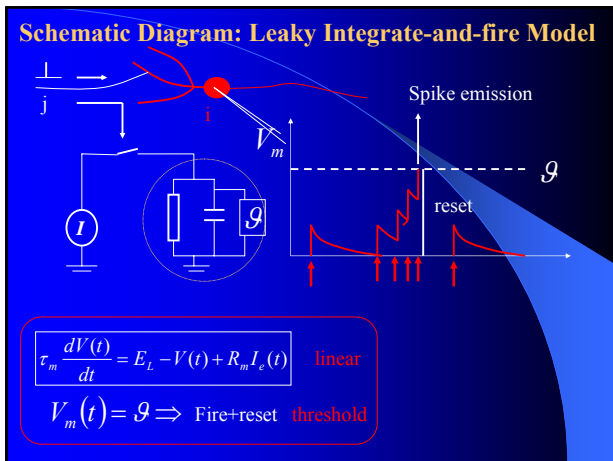 Schematic Diagram: Leaky Integrate-and-fire Model
j
i
V_m
Spike emission
ϑ
reset
I
ϑ
τ_m dV(t)/dt = E_L − V(t) + R_m I_e(t) linear
V_m(t) = ϑ ⇒ Fire+reset threshold